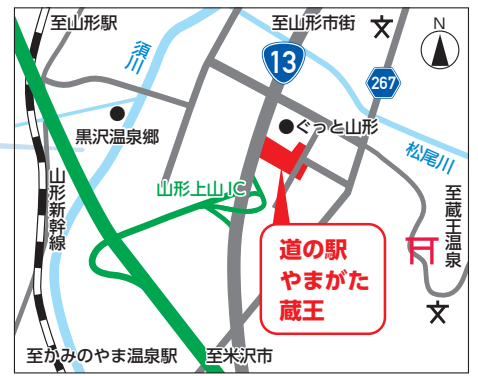 至山形駅
至山形市街
N
須川
13
267
黒沢温泉郷
ぐっと山形
松尾川
山形新幹線
山形上山IC
至蔵王温泉
道の駅
やまがた
蔵王
至かみのやま温泉駅
至米沢市